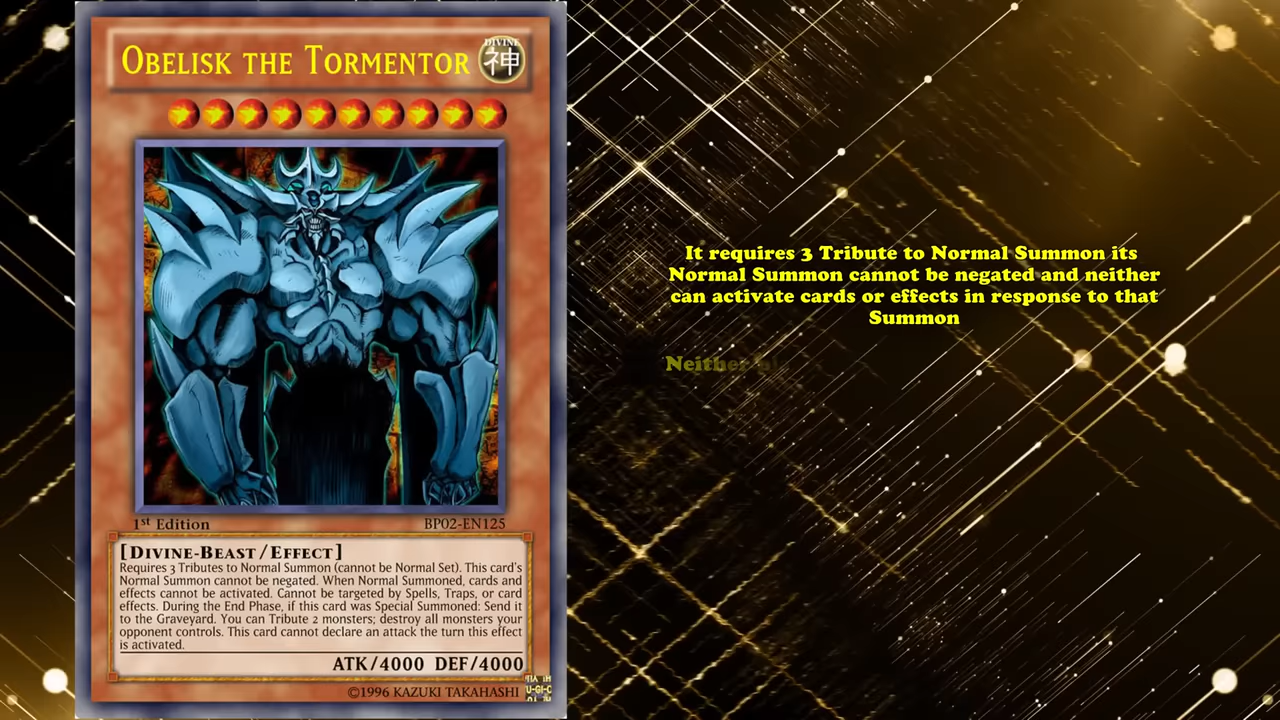 OBELISK THE TORMENTOR
DIVINE
神
1st Edition
BP02-EN125
[DIVINE-BEAST/EFFECT]
Requires 3 Tributes to Normal Summon (cannot be Normal Set). This card's
Normal Summon cannot be negated. When Normal Summoned, cards and
effects cannot be activated. Cannot be targeted by Spells, Traps, or card
effects. During the End Phase, if this card was Special Summoned: Send it
to the Graveyard. You can Tribute 2 monsters; destroy all monsters your
opponent controls. This card cannot declare an attack the turn this effect
is activated.
ATK/4000 DEF/4000
©1996 KAZUKI TAKAHASHI
It requires 3 Tribute to Normal Summon its
Normal Summon cannot be negated and neither
can activate cards or effects in response to that
Summon
Neither